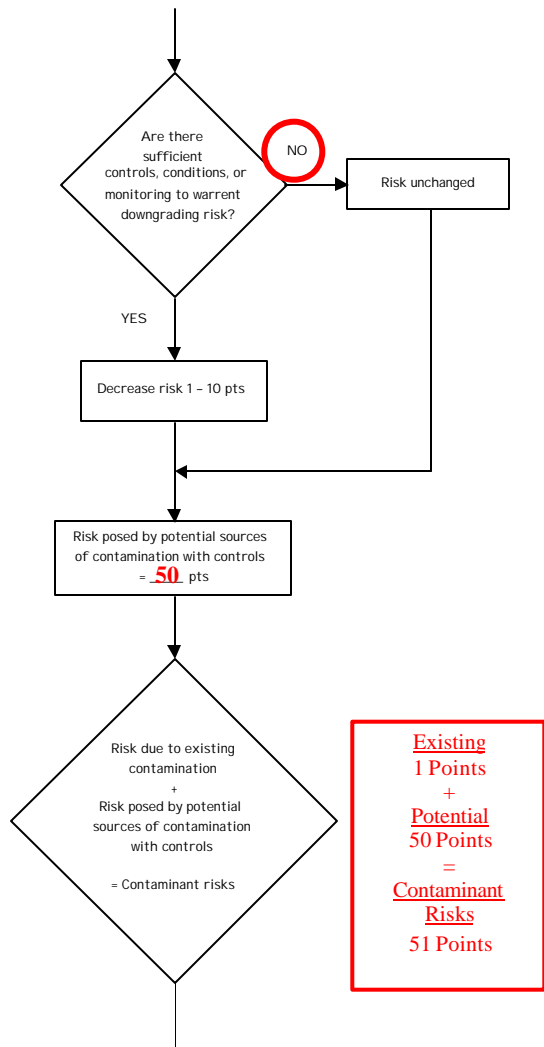 Are there
sufficient
controls, conditions, or
monitoring to warrent
downgrading risk?
NO
Risk unchanged
YES
Decrease risk 1 – 10 pts
Risk posed by potential sources
of contamination with controls
= 50 pts
Risk due to existing
contamination
+
Risk posed by potential
sources of contamination
with controls
= Contaminant risks
Existing
1 Points
+
Potential
50 Points
=
Contaminant
Risks
51 Points